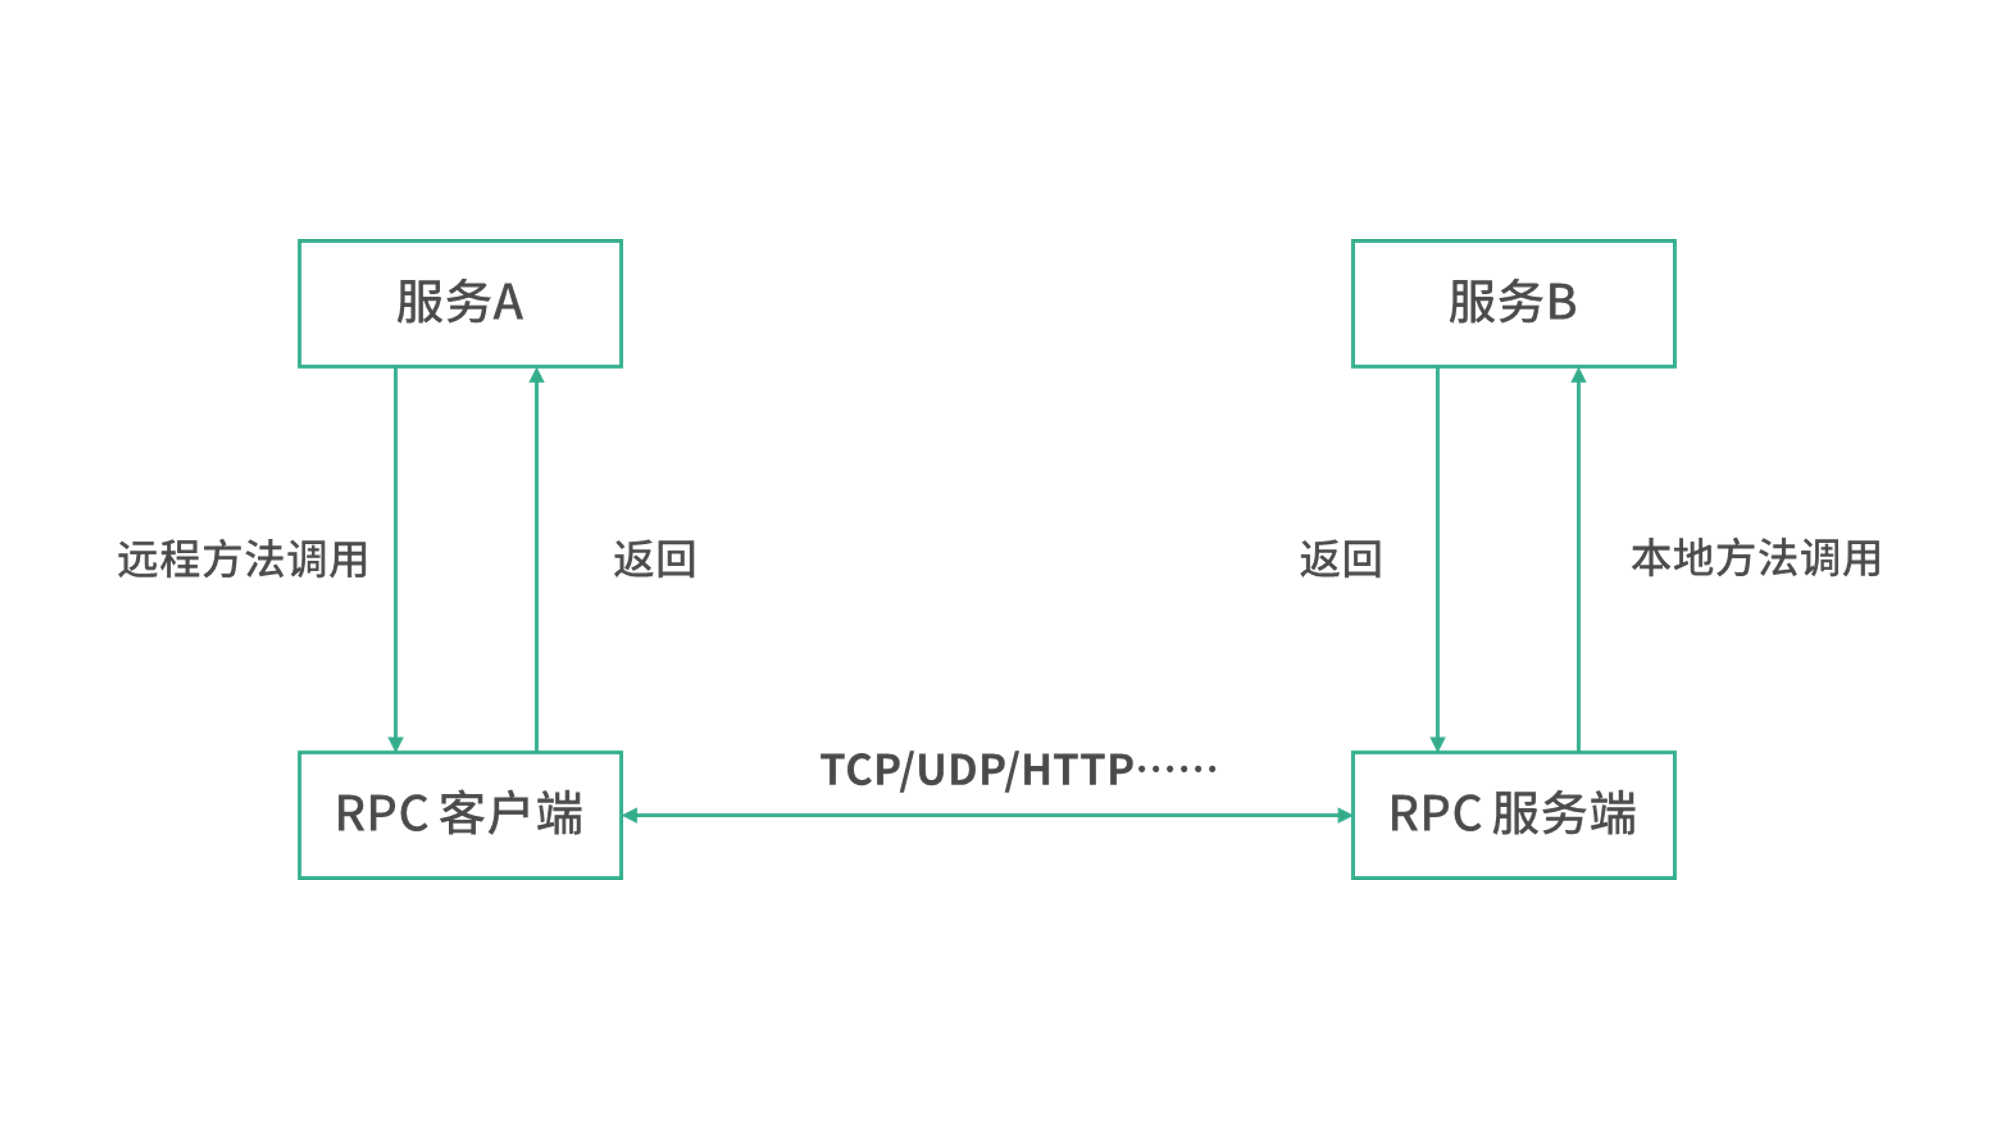 服务A
服务B
远程方法调用
返回
返回
本地方法调用
TCP/UDP/HTTP……
RPC 客户端
RPC 服务端